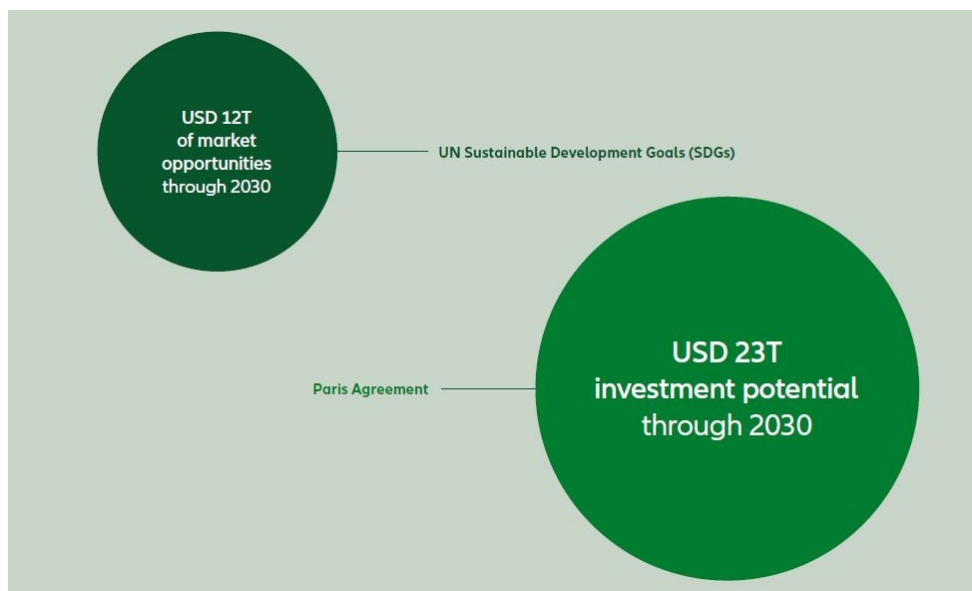 USD 12T
of market
opportunities
through 2030
UN Sustainable Development Goals (SDGs)
Paris Agreement
USD 23T
investment potential
through 2030